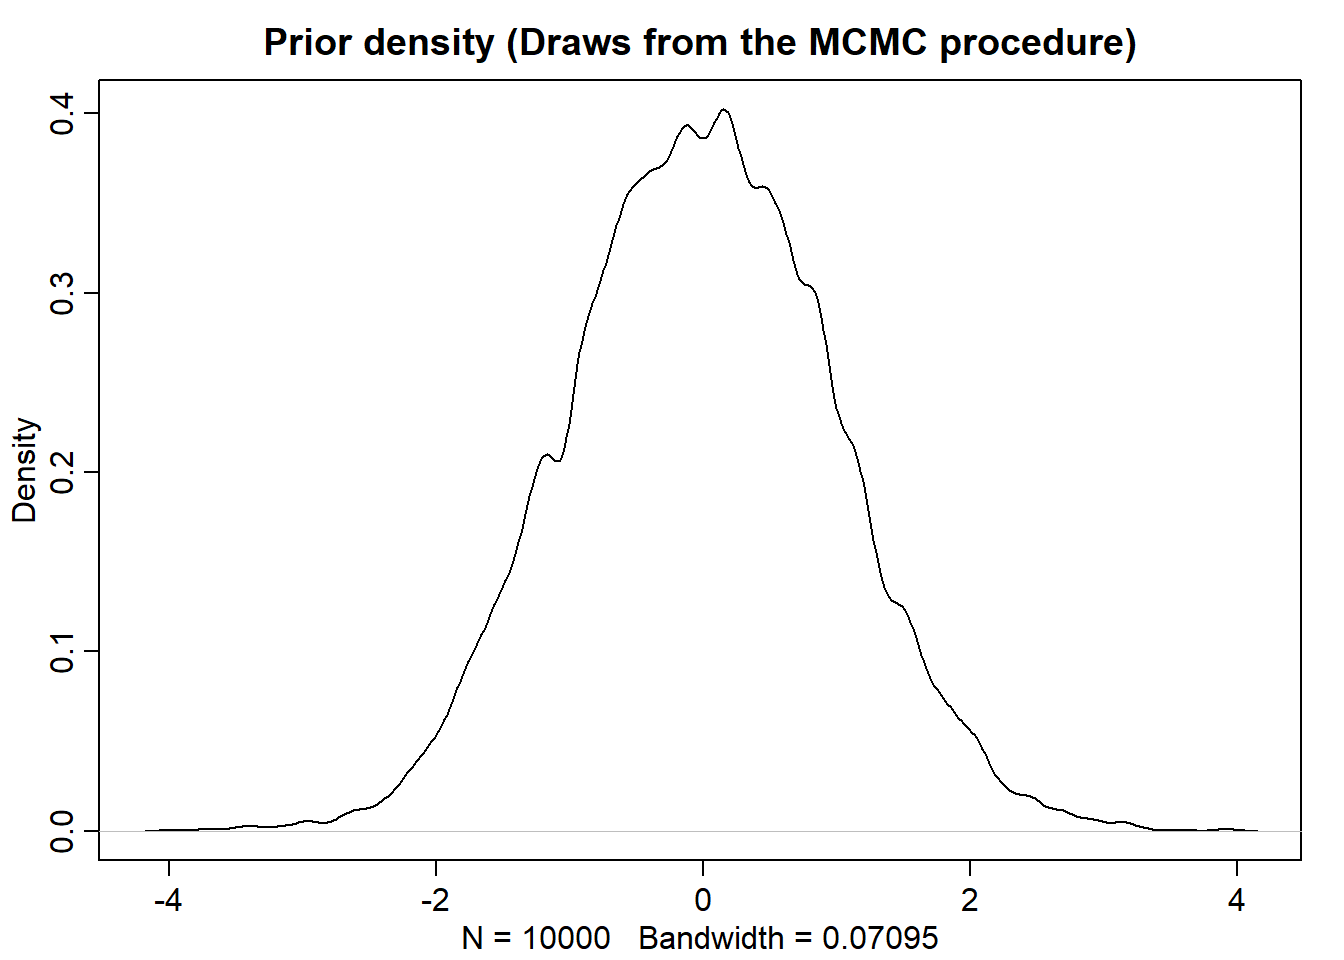 Prior density (Draws from the MCMC procedure)
Density
0.4
0.3
0.2
0.1
0.0
-4 -2 0 2 4
N = 10000 Bandwidth = 0.07095